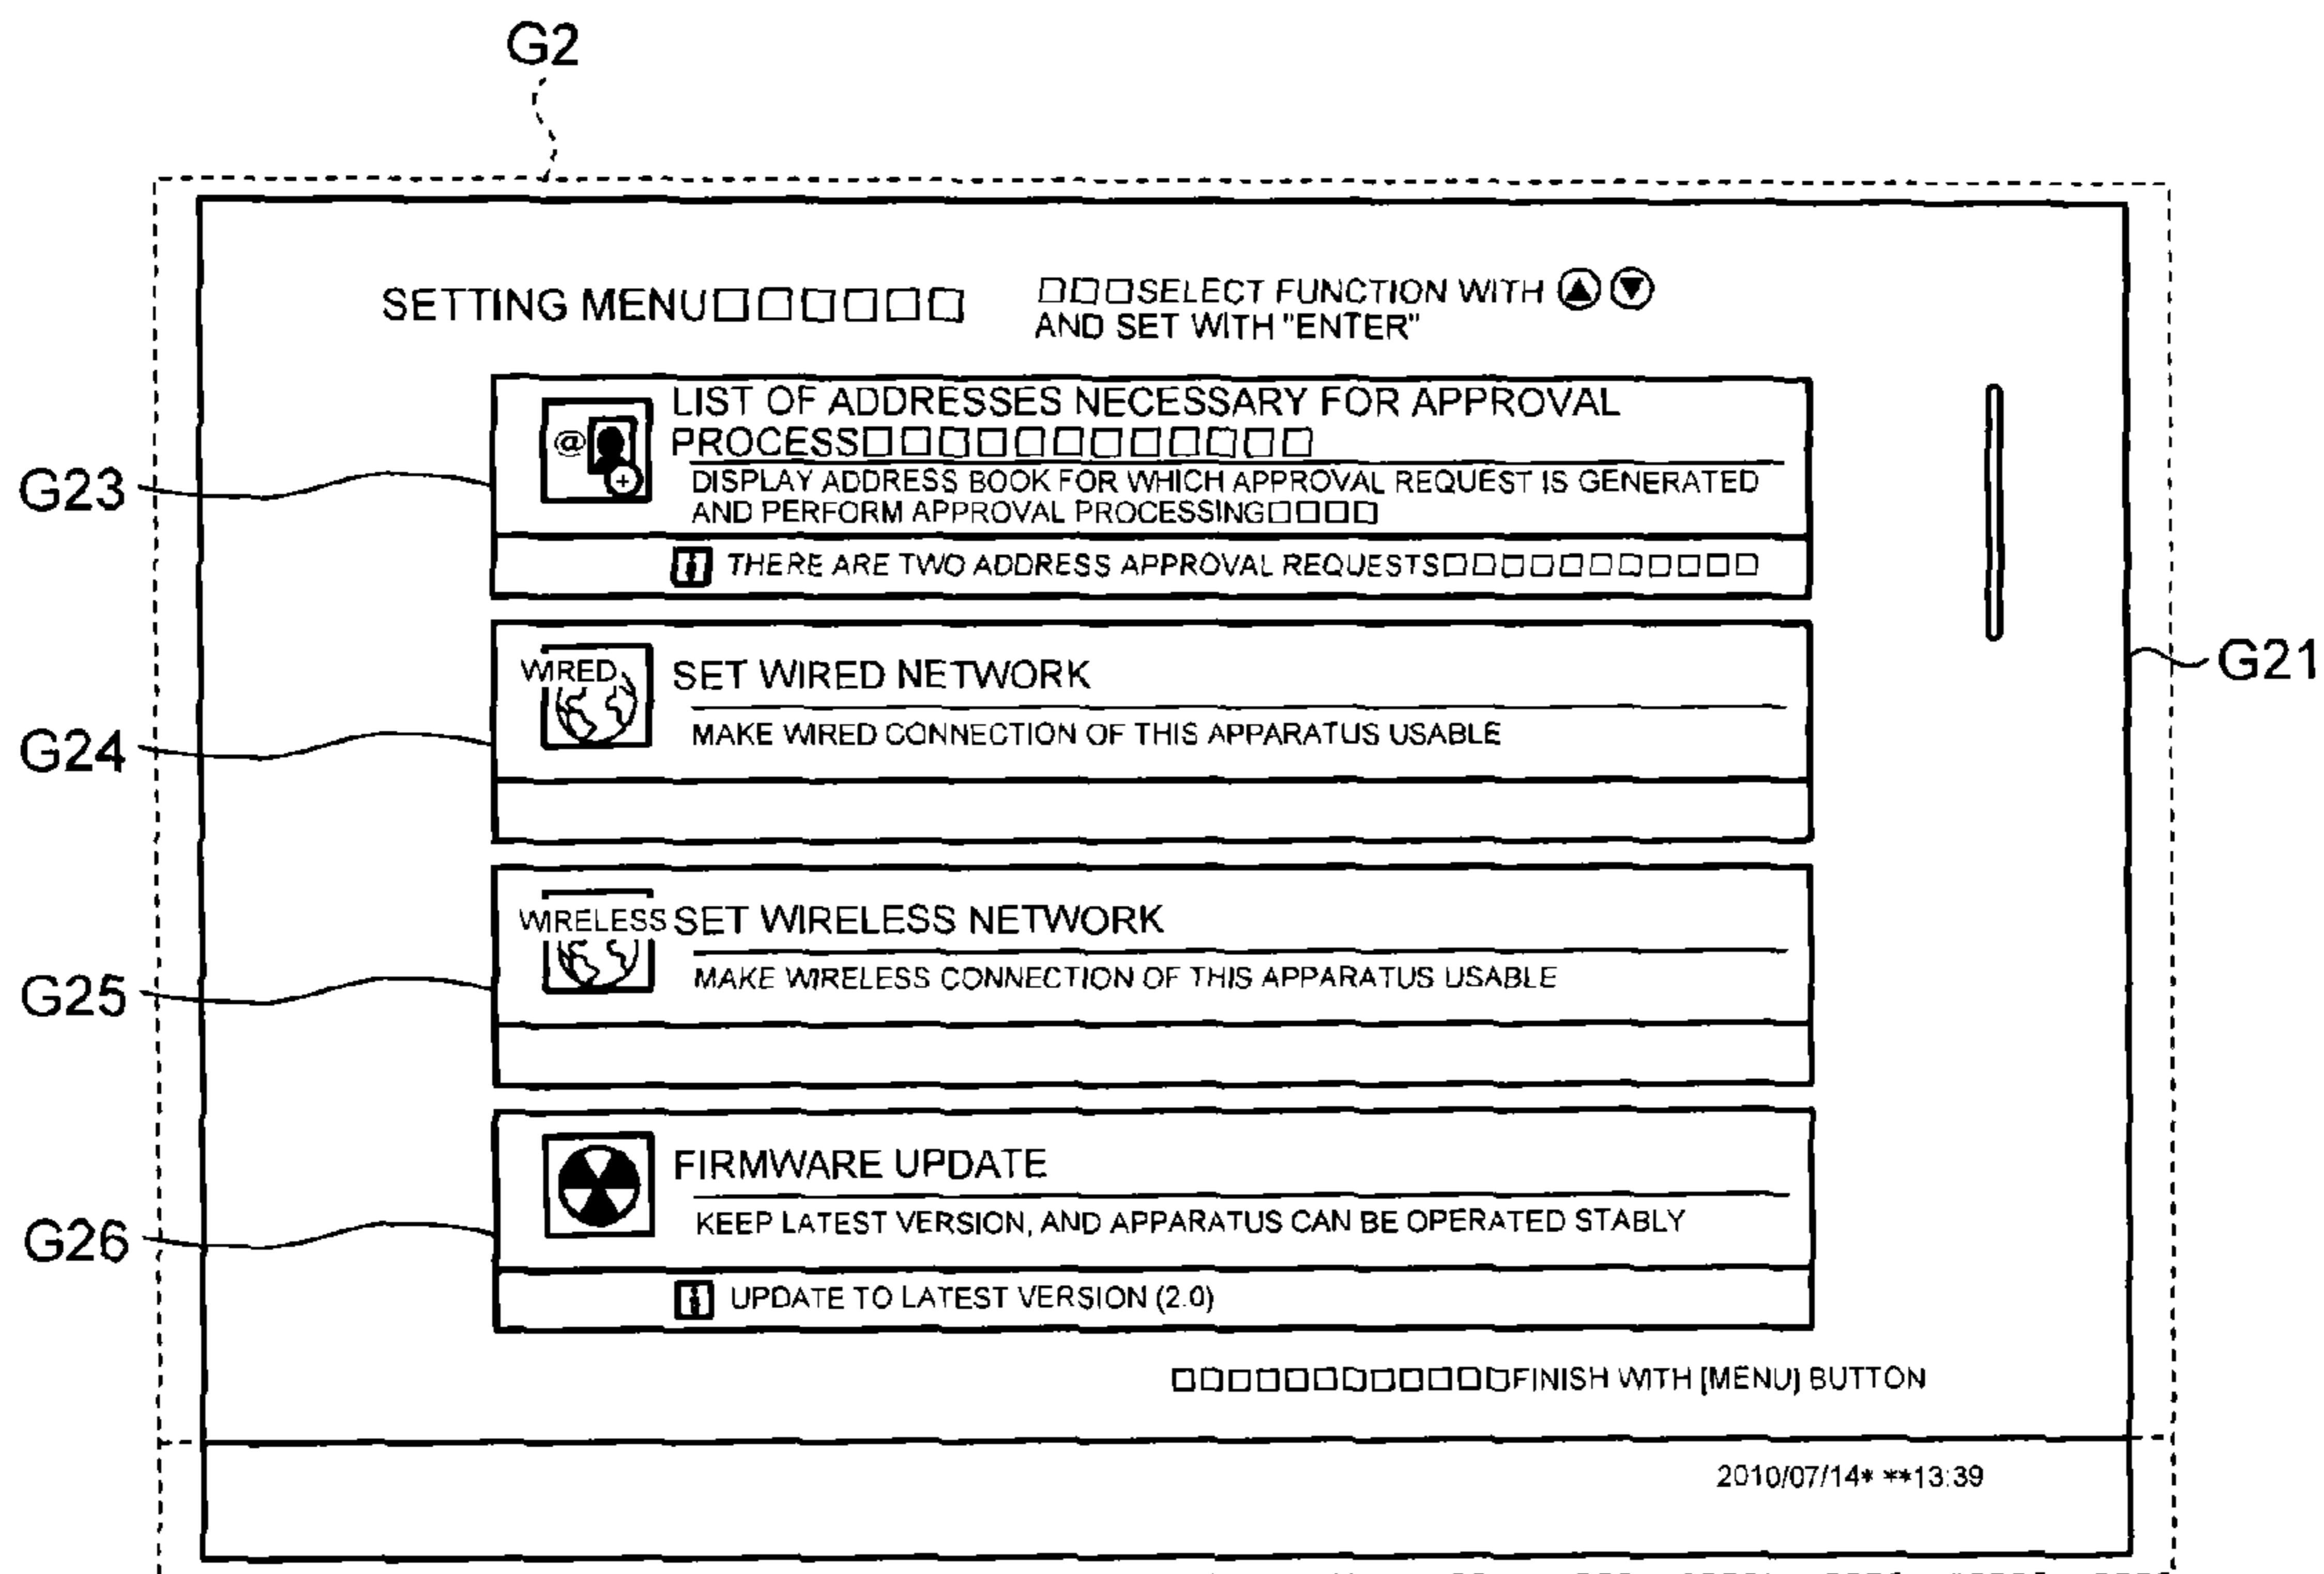 G2
SETTING MENU□□□□□□
□□□SELECT FUNCTION WITH ▲ ▼
AND SET WITH "ENTER"
G23
@
LIST OF ADDRESSES NECESSARY FOR APPROVAL
PROCESS□□□□□□□□□□□□
DISPLAY ADDRESS BOOK FOR WHICH APPROVAL REQUEST IS GENERATED
AND PERFORM APPROVAL PROCESSING□□□□
i THERE ARE TWO ADDRESS APPROVAL REQUESTS□□□□□□□□□□□
G21
G24
WIRED
SET WIRED NETWORK
MAKE WIRED CONNECTION OF THIS APPARATUS USABLE
G25
WIRELESS SET WIRELESS NETWORK
MAKE WIRELESS CONNECTION OF THIS APPARATUS USABLE
G26
FIRMWARE UPDATE
KEEP LATEST VERSION, AND APPARATUS CAN BE OPERATED STABLY
i UPDATE TO LATEST VERSION (2.0)
□□□□□□□□□□□□FINISH WITH [MENU] BUTTON
2010/07/14* **13:39